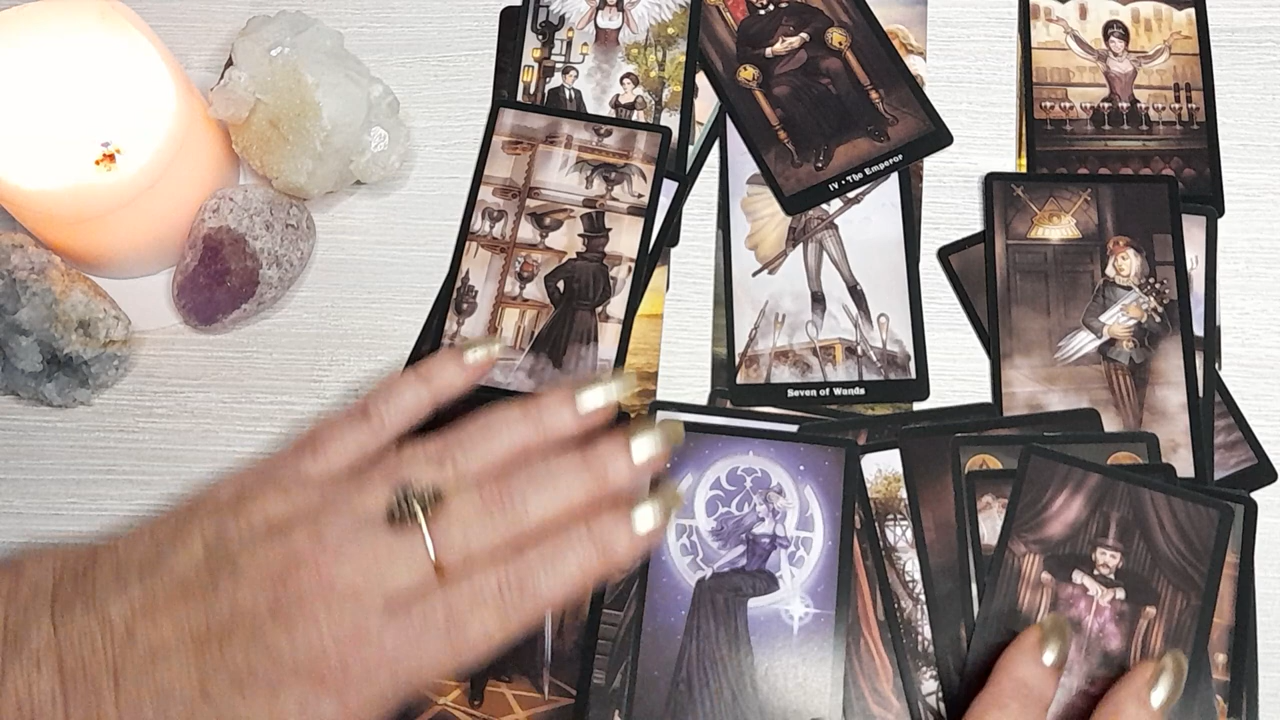 IV • The Emperor
Seven of Wands